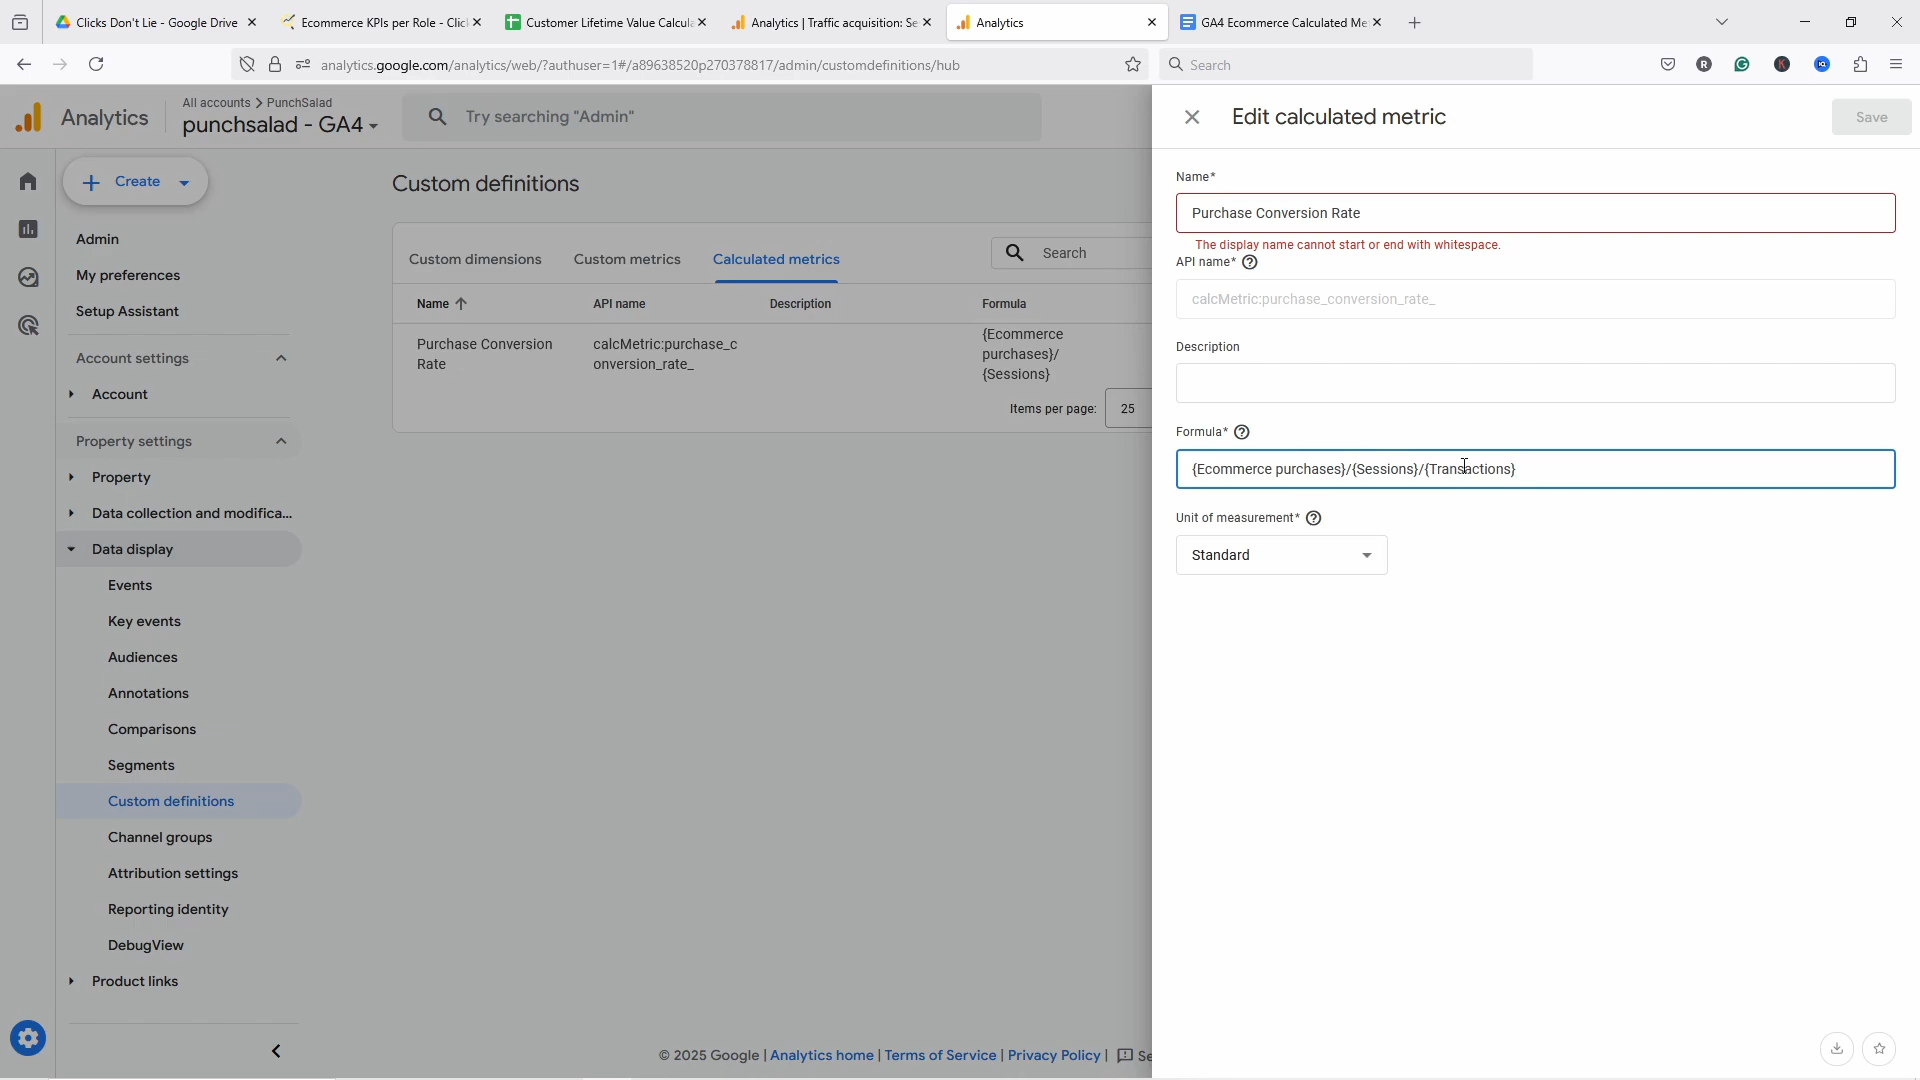 Clicks Don't Lie - Google Drive
Ecommerce KPIs per Role - Clic
Customer Lifetime Value Calcula
Analytics | Traffic acquisition: Se
Analytics
GA4 Ecommerce Calculated Me
analytics.google.com/analytics/web/?authuser=1#/a89638520p270378817/admin/customdefinitions/hub
Search
Analytics
All accounts > PunchSalad
punchsalad - GA4
Try searching "Admin"
Edit calculated metric
Save
Create
Admin
My preferences
Setup Assistant
Account settings
Account
Property settings
Property
Data collection and modifica...
Data display
Events
Key events
Audiences
Annotations
Comparisons
Segments
Custom definitions
Channel groups
Attribution settings
Reporting identity
DebugView
Product links
Custom definitions
Custom dimensions
Custom metrics
Calculated metrics
Search
Name
API name
Description
Formula
Purchase Conversion
Rate
calcMetric:purchase_c
onversion_rate_
{Ecommerce
purchases}/
{Sessions}
Items per page:
25
© 2025 Google | Analytics home | Terms of Service | Privacy Policy | Se
Name*
Purchase Conversion Rate
The display name cannot start or end with whitespace.
API name*
calcMetric:purchase_conversion_rate_
Description
Formula*
{Ecommerce purchases}/{Sessions}/{Transactions}
Unit of measurement*
Standard